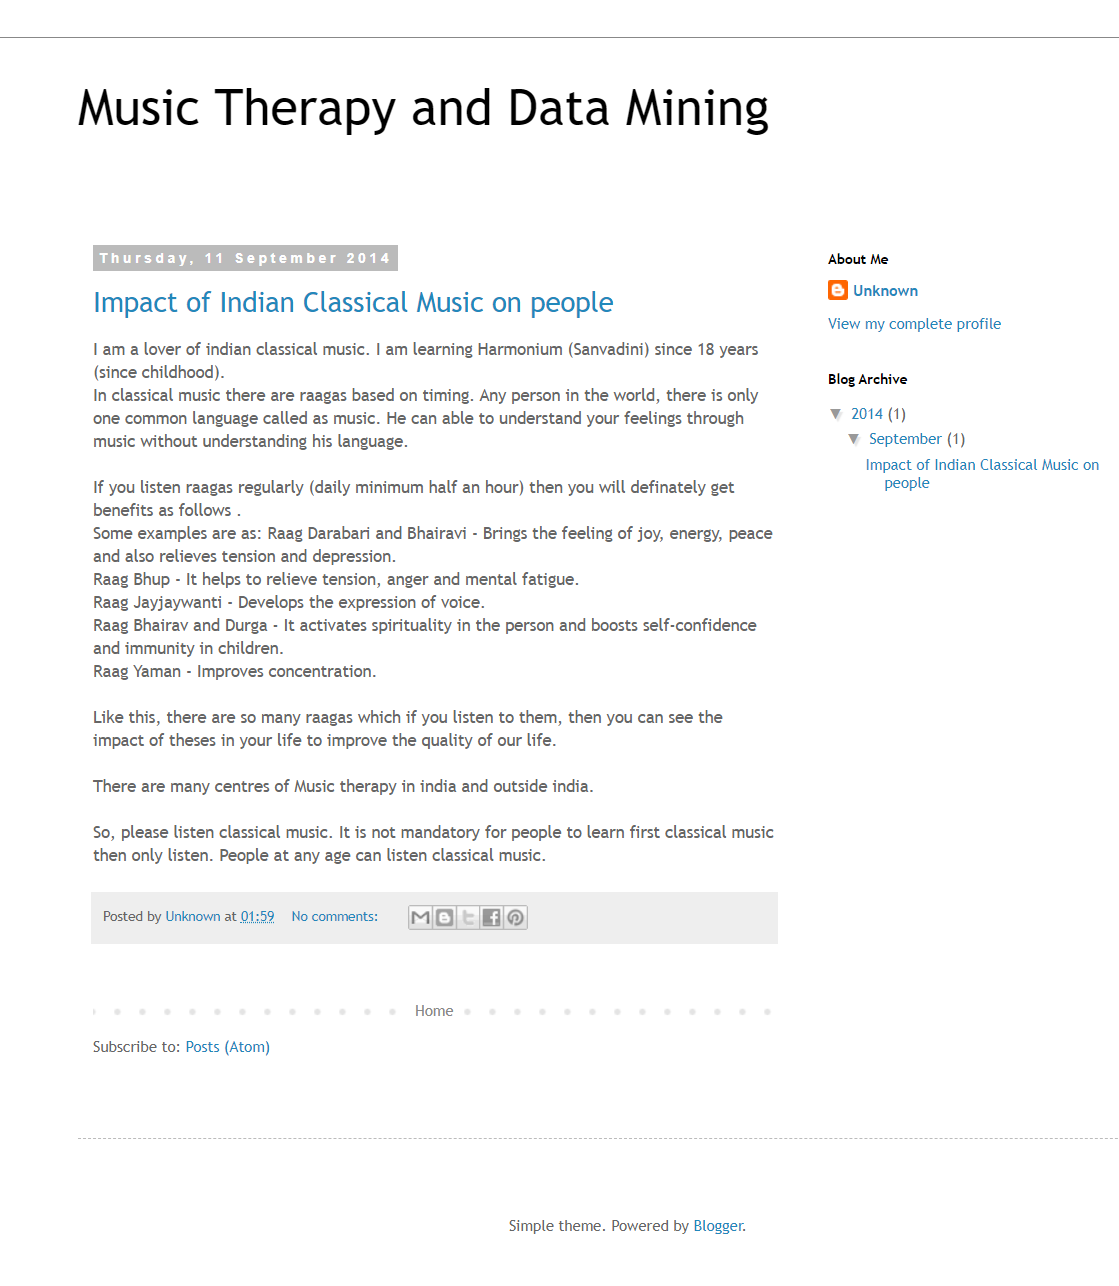 Music Therapy and Data Mining
Thursday, 11 September 2014
Impact of Indian Classical Music on people
I am a lover of indian classical music. I am learning Harmonium (Sanvadini) since 18 years
(since childhood).
In classical music there are raagas based on timing. Any person in the world, there is only
one common language called as music. He can able to understand your feelings through
music without understanding his language.
If you listen raagas regularly (daily minimum half an hour) then you will definately get
benefits as follows .
Some examples are as: Raag Darabari and Bhairavi - Brings the feeling of joy, energy, peace
and also relieves tension and depression.
Raag Bhup - It helps to relieve tension, anger and mental fatigue.
Raag Jayjaywanti - Develops the expression of voice.
Raag Bhairav and Durga - It activates spirituality in the person and boosts self-confidence
and immunity in children.
Raag Yaman - Improves concentration.
Like this, there are so many raagas which if you listen to them, then you can see the
impact of theses in your life to improve the quality of our life.
There are many centres of Music therapy in india and outside india.
So, please listen classical music. It is not mandatory for people to learn first classical music
then only listen. People at any age can listen classical music.
Posted by Unknown at 01:59 No comments:
Home
Subscribe to: Posts (Atom)
About Me
Unknown
View my complete profile
Blog Archive
▼ 2014 (1)
▼ September (1)
Impact of Indian Classical Music on
people
Simple theme. Powered by Blogger.